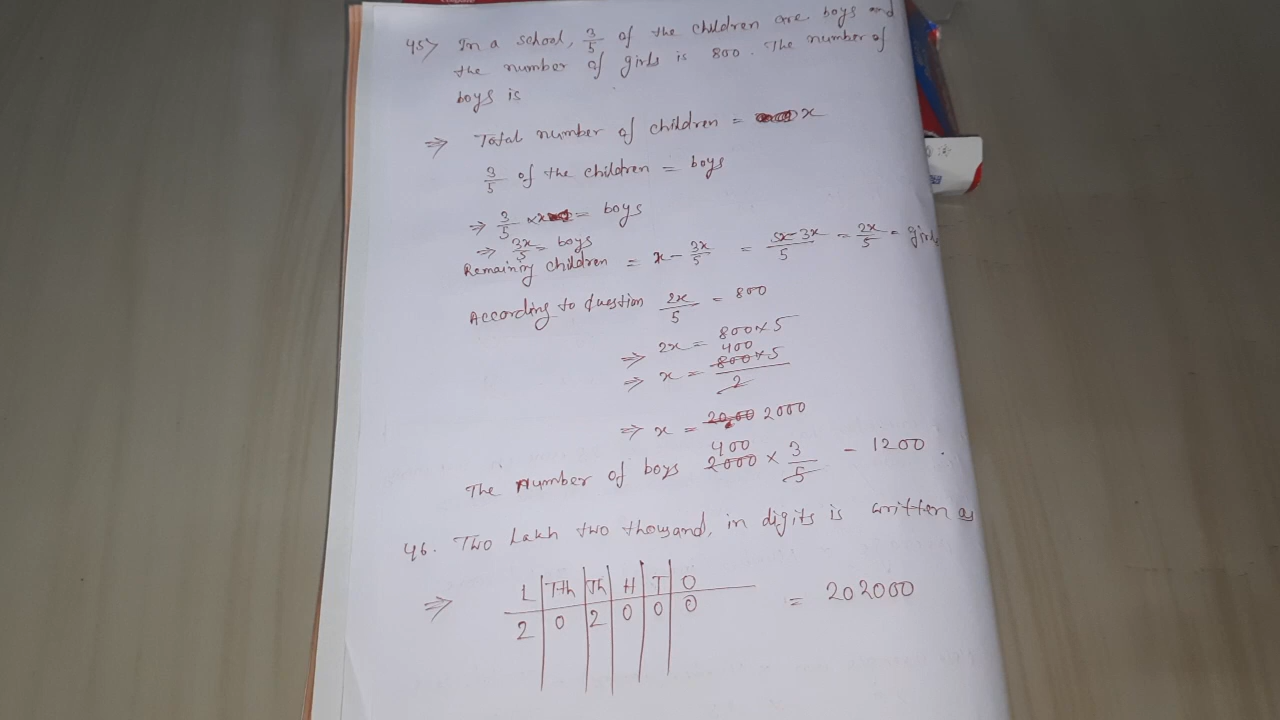 45> In a school, 3/5 of the children are boys and
the number of girls is 800. The number of
boys is
⇒ Total number of children = x
3/5 of the children = boys
⇒ 3/5 × x = boys
⇒ 3x/5 = boys
Remaining children = x - 3x/5 = 5x-3x/5 = 2x/5 = girls
According to Question 2x/5 = 800
⇒ 2x = 800×5
400
⇒ x = 800×5/2
⇒ x = 2000
400
The Number of boys 2000 × 3/5 - 1200.
46. Two Lakh two thousand, in digits is written as
L | Tth | Th | H | T | O
⇒ 2 | 0 | 2 | 0 | 0 | 0 = 202000